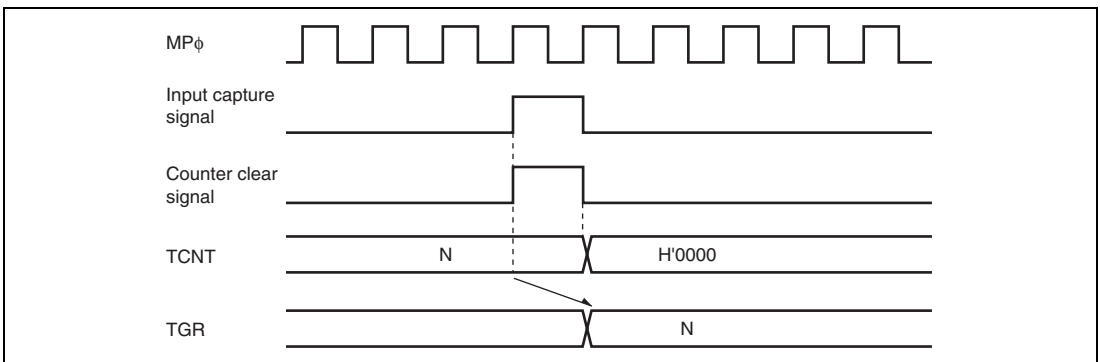 MPϕ
Input capture
signal
Counter clear
signal
TCNT
N
H'0000
TGR
N